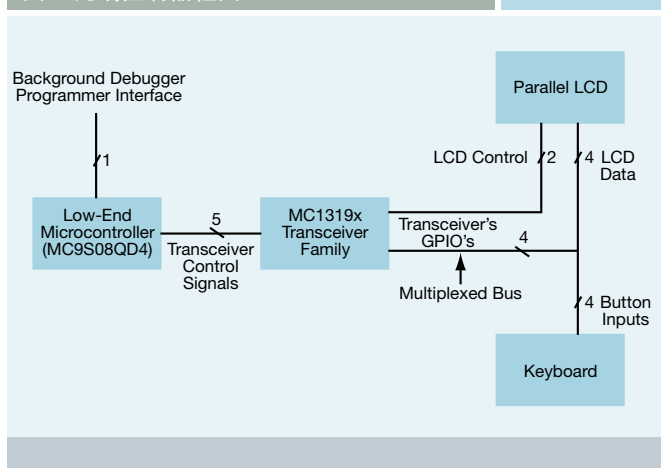 Background Debugger
Programmer Interface
Parallel LCD
1
LCD Control
2
4 LCD
Data
Low-End
Microcontroller
(MC9S08QD4)
5
Transceiver
Control
Signals
MC1319x
Transceiver
Family
Transceiver's
GPIO's
4
Multiplexed Bus
4 Button
Inputs
Keyboard